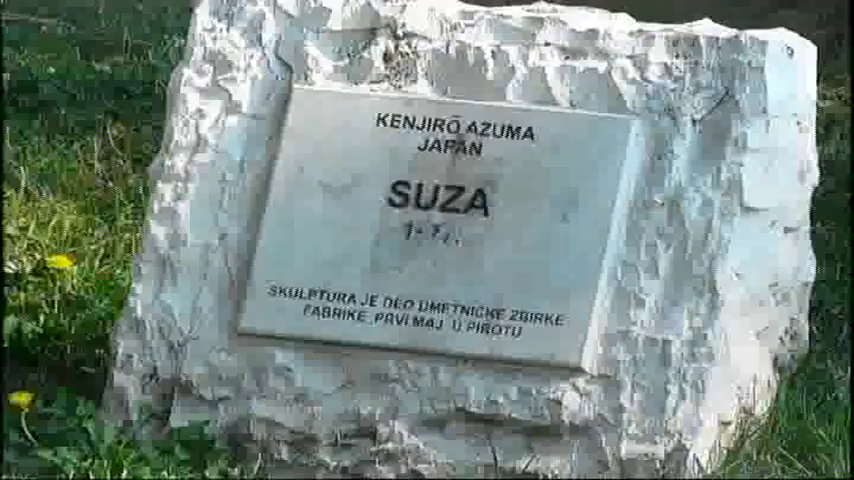 KENJIRŌ AZUMA
JAPAN
SUZA
SKULPTURA JE DEO UMETNIČKE ZBIRKE
FABRIKE "PRVI MAJ" U PIROTU